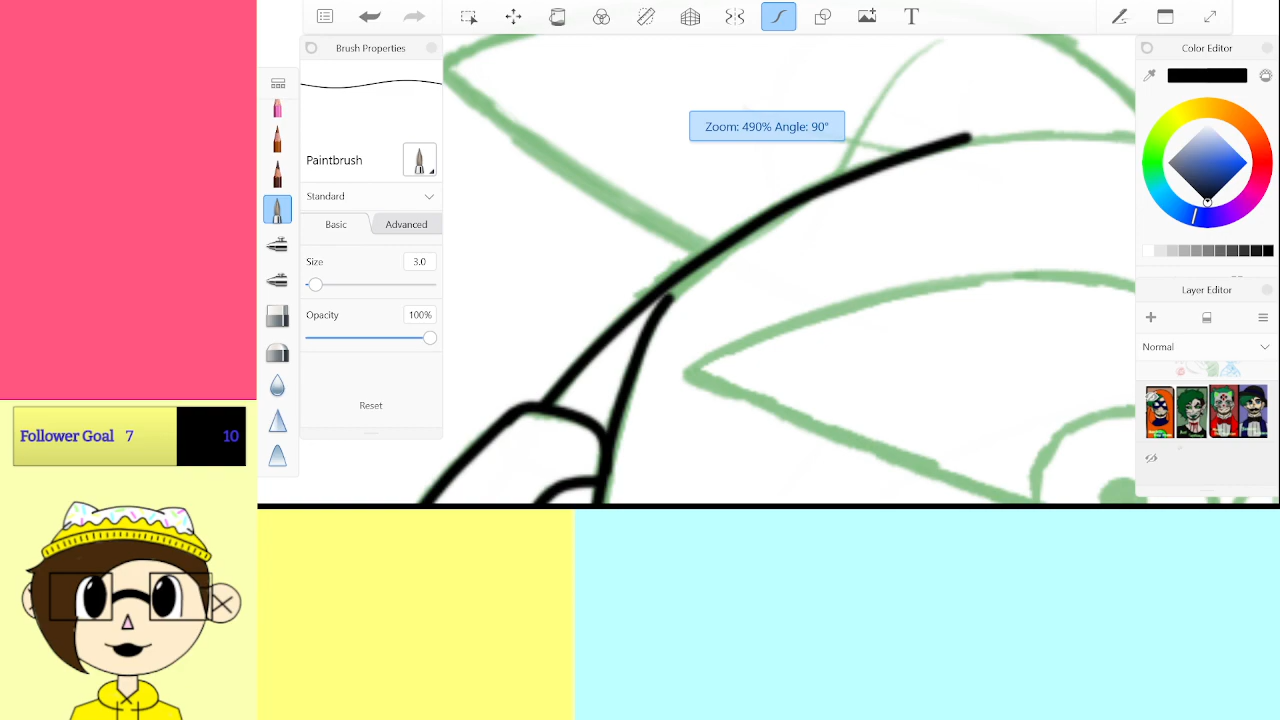 Brush Properties
Zoom: 490% Angle: 90°
Paintbrush
Standard
Basic
Advanced
Size
3.0
Opacity
100%
Reset
T
Color Editor
Layer Editor
Normal
Follower Goal 7
10